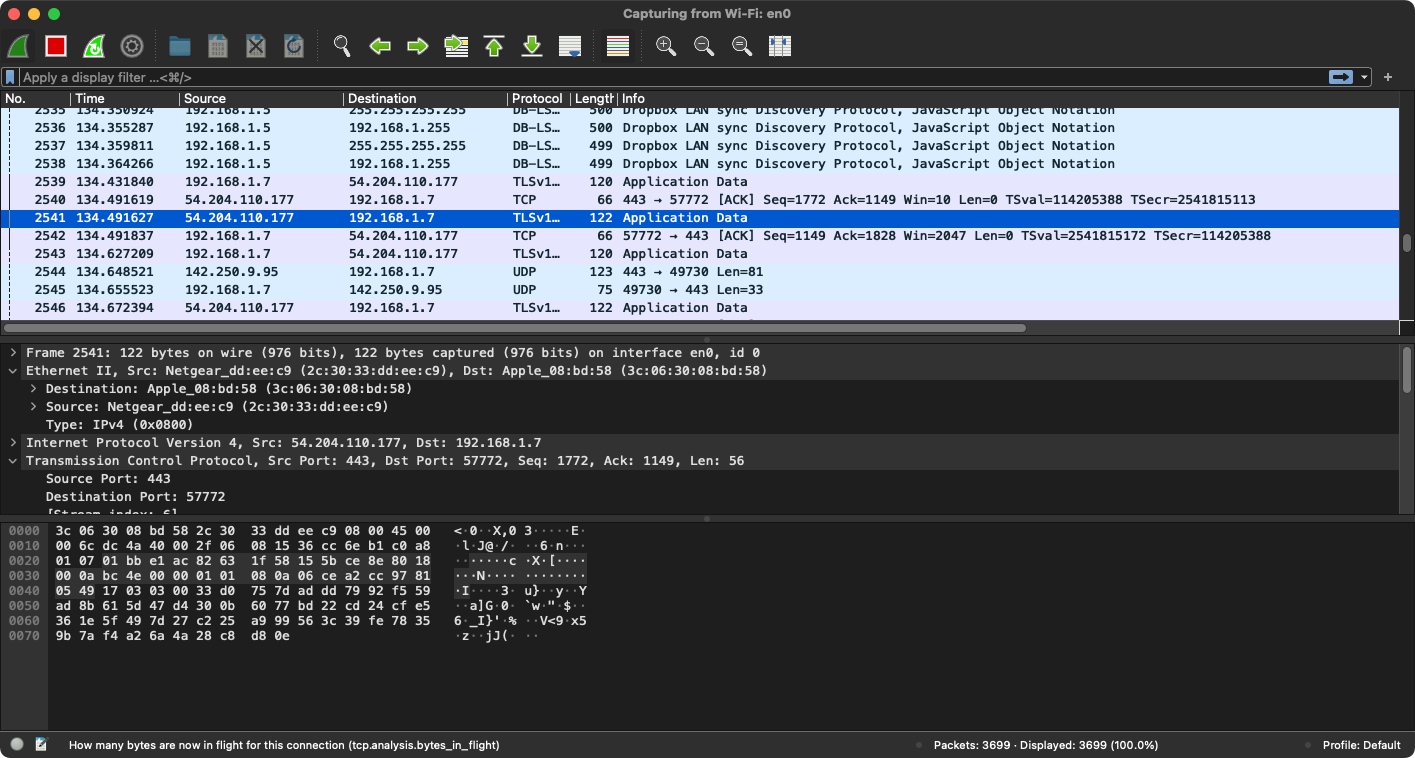 Capturing from Wi-Fi: en0
Apply a display filter ... <⌘/>
No. Time Source Destination Protocol Length Info
2535 134.350924 192.168.1.5 255.255.255.255 DB-LS… 500 Dropbox LAN sync Discovery Protocol, JavaScript Object Notation
2536 134.355287 192.168.1.5 192.168.1.255 DB-LS… 500 Dropbox LAN sync Discovery Protocol, JavaScript Object Notation
2537 134.359811 192.168.1.5 255.255.255.255 DB-LS… 499 Dropbox LAN sync Discovery Protocol, JavaScript Object Notation
2538 134.364266 192.168.1.5 192.168.1.255 DB-LS… 499 Dropbox LAN sync Discovery Protocol, JavaScript Object Notation
2539 134.431840 192.168.1.7 54.204.110.177 TLSv1… 120 Application Data
2540 134.491619 54.204.110.177 192.168.1.7 TCP 66 443 → 57772 [ACK] Seq=1772 Ack=1149 Win=10 Len=0 TSval=114205388 TSecr=2541815113
2541 134.491627 54.204.110.177 192.168.1.7 TLSv1… 122 Application Data
2542 134.491837 192.168.1.7 54.204.110.177 TCP 66 57772 → 443 [ACK] Seq=1149 Ack=1828 Win=2047 Len=0 TSval=2541815172 TSecr=114205388
2543 134.627209 192.168.1.7 54.204.110.177 TLSv1… 120 Application Data
2544 134.648521 142.250.9.95 192.168.1.7 UDP 123 443 → 49730 Len=81
2545 134.655523 192.168.1.7 142.250.9.95 UDP 75 49730 → 443 Len=33
2546 134.672394 54.204.110.177 192.168.1.7 TLSv1… 122 Application Data
Frame 2541: 122 bytes on wire (976 bits), 122 bytes captured (976 bits) on interface en0, id 0
Ethernet II, Src: Netgear_dd:ee:c9 (2c:30:33:dd:ee:c9), Dst: Apple_08:bd:58 (3c:06:30:08:bd:58)
Destination: Apple_08:bd:58 (3c:06:30:08:bd:58)
Source: Netgear_dd:ee:c9 (2c:30:33:dd:ee:c9)
Type: IPv4 (0x0800)
Internet Protocol Version 4, Src: 54.204.110.177, Dst: 192.168.1.7
Transmission Control Protocol, Src Port: 443, Dst Port: 57772, Seq: 1772, Ack: 1149, Len: 56
Source Port: 443
Destination Port: 57772
[Stream index: 6]
0000 3c 06 30 08 bd 58 2c 30 33 dd ee c9 08 00 45 00 <·0··X,0 3·····E·
0010 00 6c dc 4a 40 00 2f 06 08 15 36 cc 6e b1 c0 a8 ·l·J@·/· ··6·n···
0020 01 07 01 bb e1 ac 82 63 1f 58 15 5b ce 8e 80 18 ·······c ·X·[····
0030 00 0a bc 4e 00 00 01 01 08 0a 06 ce a2 cc 97 81 ···N···· ········
0040 05 49 17 03 03 00 33 d0 75 7d ad dd 79 92 f5 59 ·I····3· u}··y··Y
0050 ad 8b 61 5d 47 d4 30 0b 60 77 bd 22 cd 24 cf e5 ··a]G·0· `w·"·$··
0060 36 1e 5f 49 7d 27 c2 25 a9 99 56 3c 39 fe 78 35 6·_I}'·% ··V<9·x5
0070 9b 7a f4 a2 6a 4a 28 c8 d8 0e ·z··jJ(· ··
How many bytes are now in flight for this connection (tcp.analysis.bytes_in_flight)
Packets: 3699 · Displayed: 3699 (100.0%)
Profile: Default